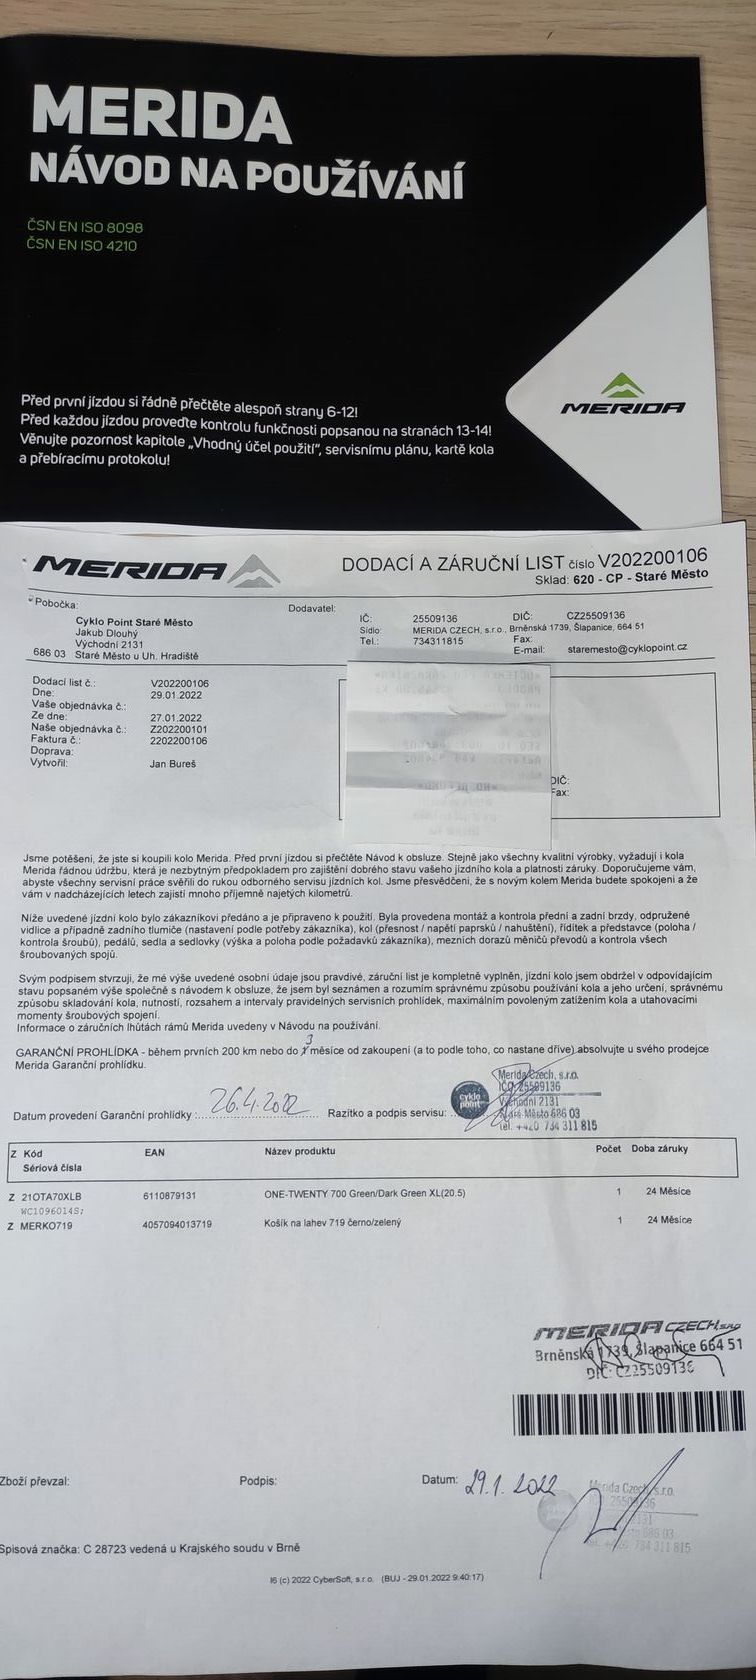 MERIDA
NÁVOD NA POUŽÍVÁNÍ
ČSN EN ISO 8098
ČSN EN ISO 4210
Před první jízdou si řádně přečtěte alespoň strany 6-12!
Před každou jízdou proveďte kontrolu funkčnosti popsanou na stranách 13-14!
Věnujte pozornost kapitole „Vhodný účel použití“, servisnímu plánu, kartě kola
a přebíracímu protokolu!
MERIDA
MERIDA
DODACÍ A ZÁRUČNÍ LIST číslo V202200106
Sklad: 620 - CP - Staré Město
Pobočka:
Cyklo Point Staré Město
Jakub Dlouhý
Východní 2131
686 03 Staré Město u Uh. Hradiště
Dodavatel:
IČ: 25509136 DIČ: CZ25509136
Sídlo: MERIDA CZECH, s.r.o., Brněnská 1739, Šlapanice, 664 51
Tel.: 734311815 Fax:
E-mail: staremesto@cyklopoint.cz
Dodací list č.: V202200106
Dne: 29.01.2022
Vaše objednávka č.:
Ze dne: 27.01.2022
Naše objednávka č.: Z202200101
Faktura č.: 2202200106
Doprava:
Vytvořil: Jan Bureš
DIČ:
Fax:
Jsme potěšeni, že jste si koupili kolo Merida. Před první jízdou si přečtěte Návod k obsluze. Stejně jako všechny kvalitní výrobky, vyžadují i kola
Merida řádnou údržbu, která je nezbytným předpokladem pro zajištění dobrého stavu vašeho jízdního kola a platnosti záruky. Doporučujeme vám,
abyste všechny servisní práce svěřili do rukou odborného servisu jízdních kol. Jsme přesvědčeni, že s novým kolem Merida budete spokojeni a že
vám v nadcházejících letech zajistí mnoho příjemně najetých kilometrů.
Níže uvedené jízdní kolo bylo zákazníkovi předáno a je připraveno k použití. Byla provedena montáž a kontrola přední a zadní brzdy, odpružené
vidlice a případně zadního tlumiče (nastavení podle potřeby zákazníka), kol (přesnost / napětí paprsků / nahuštění), řídítek a představce (poloha /
kontrola šroubů), pedálů, sedla a sedlovky (výška a poloha podle požadavků zákazníka), mezních dorazů měničů převodů a kontrola všech
šroubovaných spojů.
Svým podpisem stvrzuji, že mé výše uvedené osobní údaje jsou pravdivé, záruční list je kompletně vyplněn, jízdní kolo jsem obdržel v odpovídajícím
stavu popsaném výše společně s návodem k obsluze, že jsem byl seznámen a rozumím správnému způsobu používání kola a jeho určení, správnému
způsobu skladování kola, nutností, rozsahem a intervaly pravidelných servisních prohlídek, maximálním povoleným zatížením kola a utahovacími
momenty šroubových spojení.
Informace o záručních lhůtách rámů Merida uvedeny v Návodu na používání.
3
GARANČNÍ PROHLÍDKA - během prvních 200 km nebo do měsíce od zakoupení (a to podle toho, co nastane dříve) absolvujte u svého prodejce
Merida Garanční prohlídku.
Datum provedení Garanční prohlídky: 26.4.2022 Razítko a podpis servisu:
cyklo point
Merida Czech, s.r.o.
IČO: 25509136
Východní 2131
Staré Město 686 03
tel. +420 734 311 815
Z Kód EAN Název produktu Počet Doba záruky
Sériová čísla
Z 21OTA70XLB 6110879131 ONE-TWENTY 700 Green/Dark Green XL(20.5) 1 24 Měsíce
WC1096014S;
Z MERKO719 4057094013719 Košík na lahev 719 černo/zelený 1 24 Měsíce
MERIDA CZECH, s.r.o.
Brněnská 1739, Šlapanice 664 51
DIČ: CZ25509136
Zboží převzal: Podpis: Datum: 29.1.2022
Merida Czech, s.r.o.
IČO 25509136
2131
Město 686 03
tel. +420 734 311 815
Spisová značka: C 28723 vedená u Krajského soudu v Brně
I6 (c) 2022 CyberSoft, s.r.o. (BUJ - 29.01.2022 9:40:17)